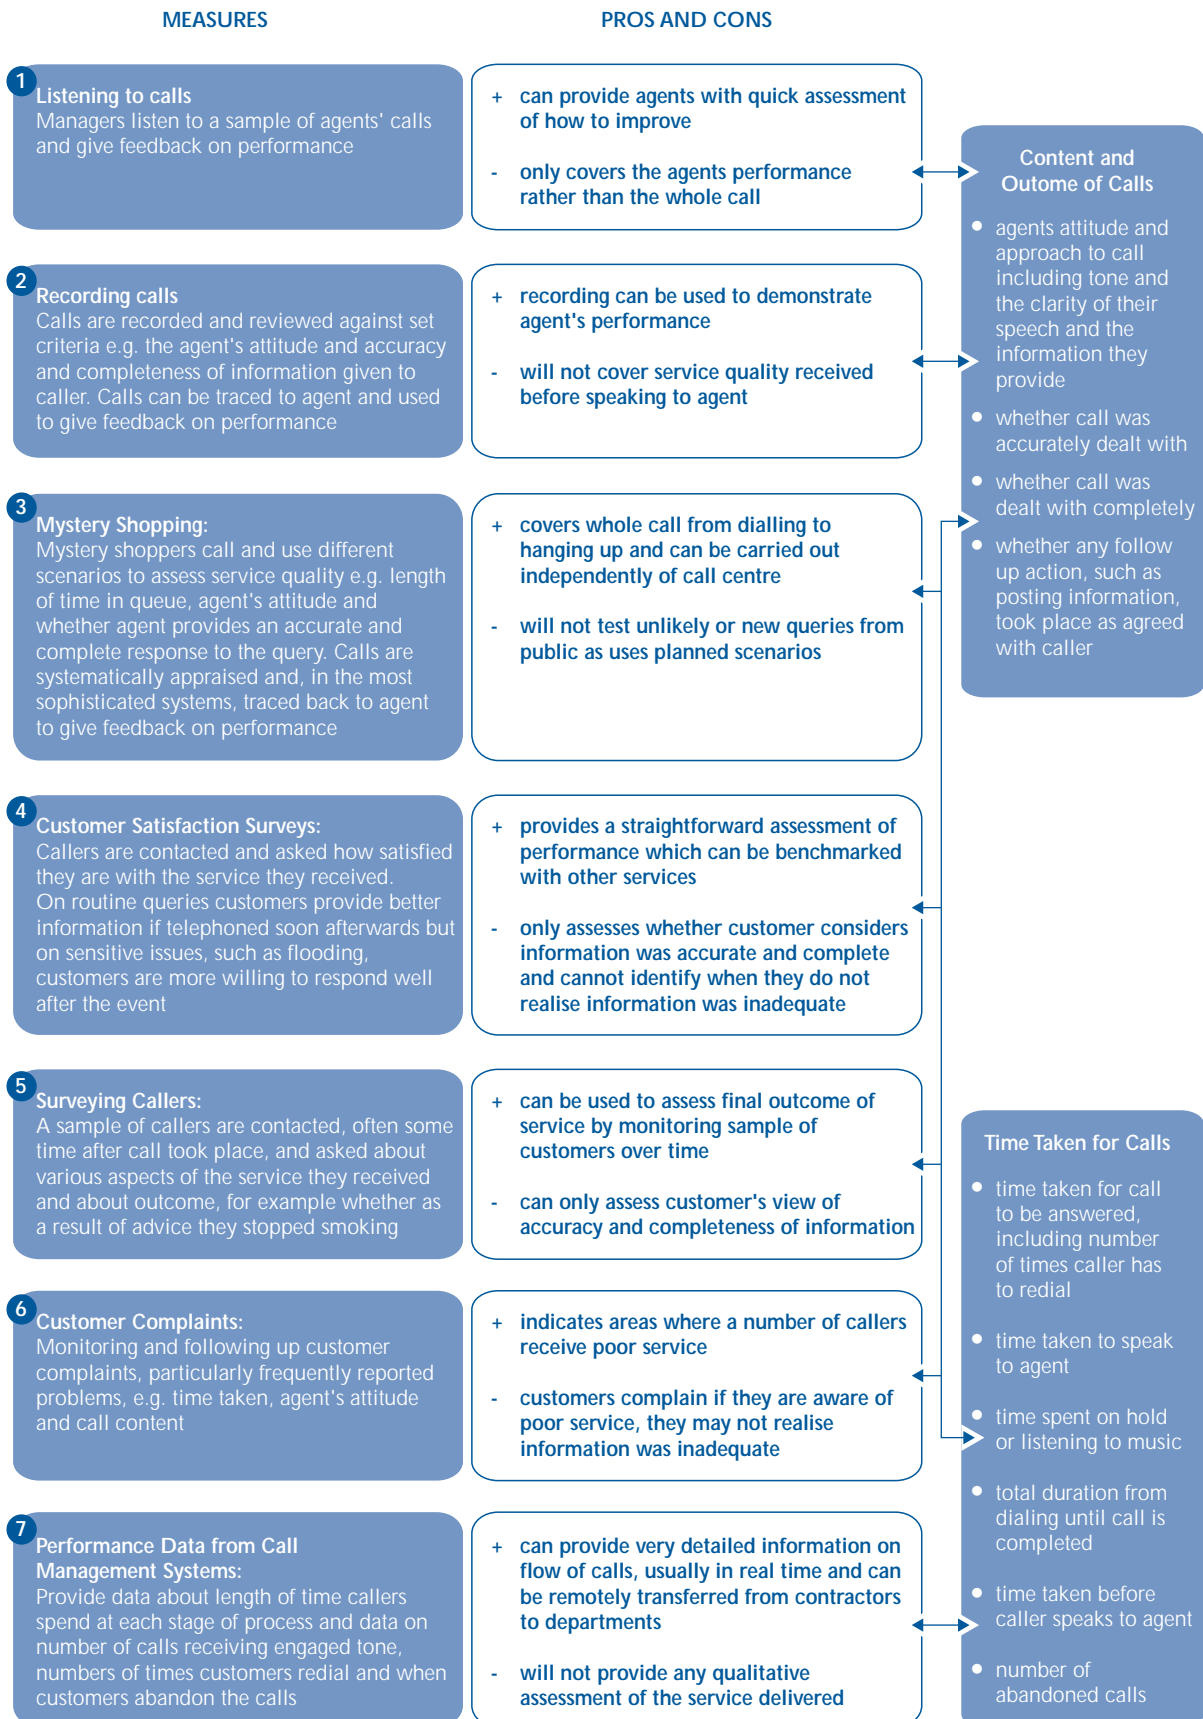 MEASURES
PROS AND CONS
1
Listening to calls
Managers listen to a sample of agents' calls
and give feedback on performance
+ can provide agents with quick assessment
of how to improve
- only covers the agents performance
rather than the whole call
2
Recording calls
Calls are recorded and reviewed against set
criteria e.g. the agent's attitude and accuracy
and completeness of information given to
caller. Calls can be traced to agent and used
to give feedback on performance
+ recording can be used to demonstrate
agent's performance
- will not cover service quality received
before speaking to agent
3
Mystery Shopping:
Mystery shoppers call and use different
scenarios to assess service quality e.g. length
of time in queue, agent's attitude and
whether agent provides an accurate and
complete response to the query. Calls are
systematically appraised and, in the most
sophisticated systems, traced back to agent
to give feedback on performance
+ covers whole call from dialling to
hanging up and can be carried out
independently of call centre
- will not test unlikely or new queries from
public as uses planned scenarios
4
Customer Satisfaction Surveys:
Callers are contacted and asked how satisfied
they are with the service they received.
On routine queries customers provide better
information if telephoned soon afterwards but
on sensitive issues, such as flooding,
customers are more willing to respond well
after the event
+ provides a straightforward assessment of
performance which can be benchmarked
with other services
- only assesses whether customer considers
information was accurate and complete
and cannot identify when they do not
realise information was inadequate
5
Surveying Callers:
A sample of callers are contacted, often some
time after call took place, and asked about
various aspects of the service they received
and about outcome, for example whether as
a result of advice they stopped smoking
+ can be used to assess final outcome of
service by monitoring sample of
customers over time
- can only assess customer's view of
accuracy and completeness of information
6
Customer Complaints:
Monitoring and following up customer
complaints, particularly frequently reported
problems, e.g. time taken, agent's attitude
and call content
+ indicates areas where a number of callers
receive poor service
- customers complain if they are aware of
poor service, they may not realise
information was inadequate
7
Performance Data from Call
Management Systems:
Provide data about length of time callers
spend at each stage of process and data on
number of calls receiving engaged tone,
numbers of times customers redial and when
customers abandon the calls
+ can provide very detailed information on
flow of calls, usually in real time and can
be remotely transferred from contractors
to departments
- will not provide any qualitative
assessment of the service delivered
Content and
Outome of Calls
• agents attitude and
approach to call
including tone and
the clarity of their
speech and the
information they
provide
• whether call was
accurately dealt with
• whether call was
dealt with completely
• whether any follow
up action, such as
posting information,
took place as agreed
with caller
Time Taken for Calls
• time taken for call
to be answered,
including number
of times caller has
to redial
• time taken to speak
to agent
• time spent on hold
or listening to music
• total duration from
dialing until call is
completed
• time taken before
caller speaks to agent
• number of
abandoned calls